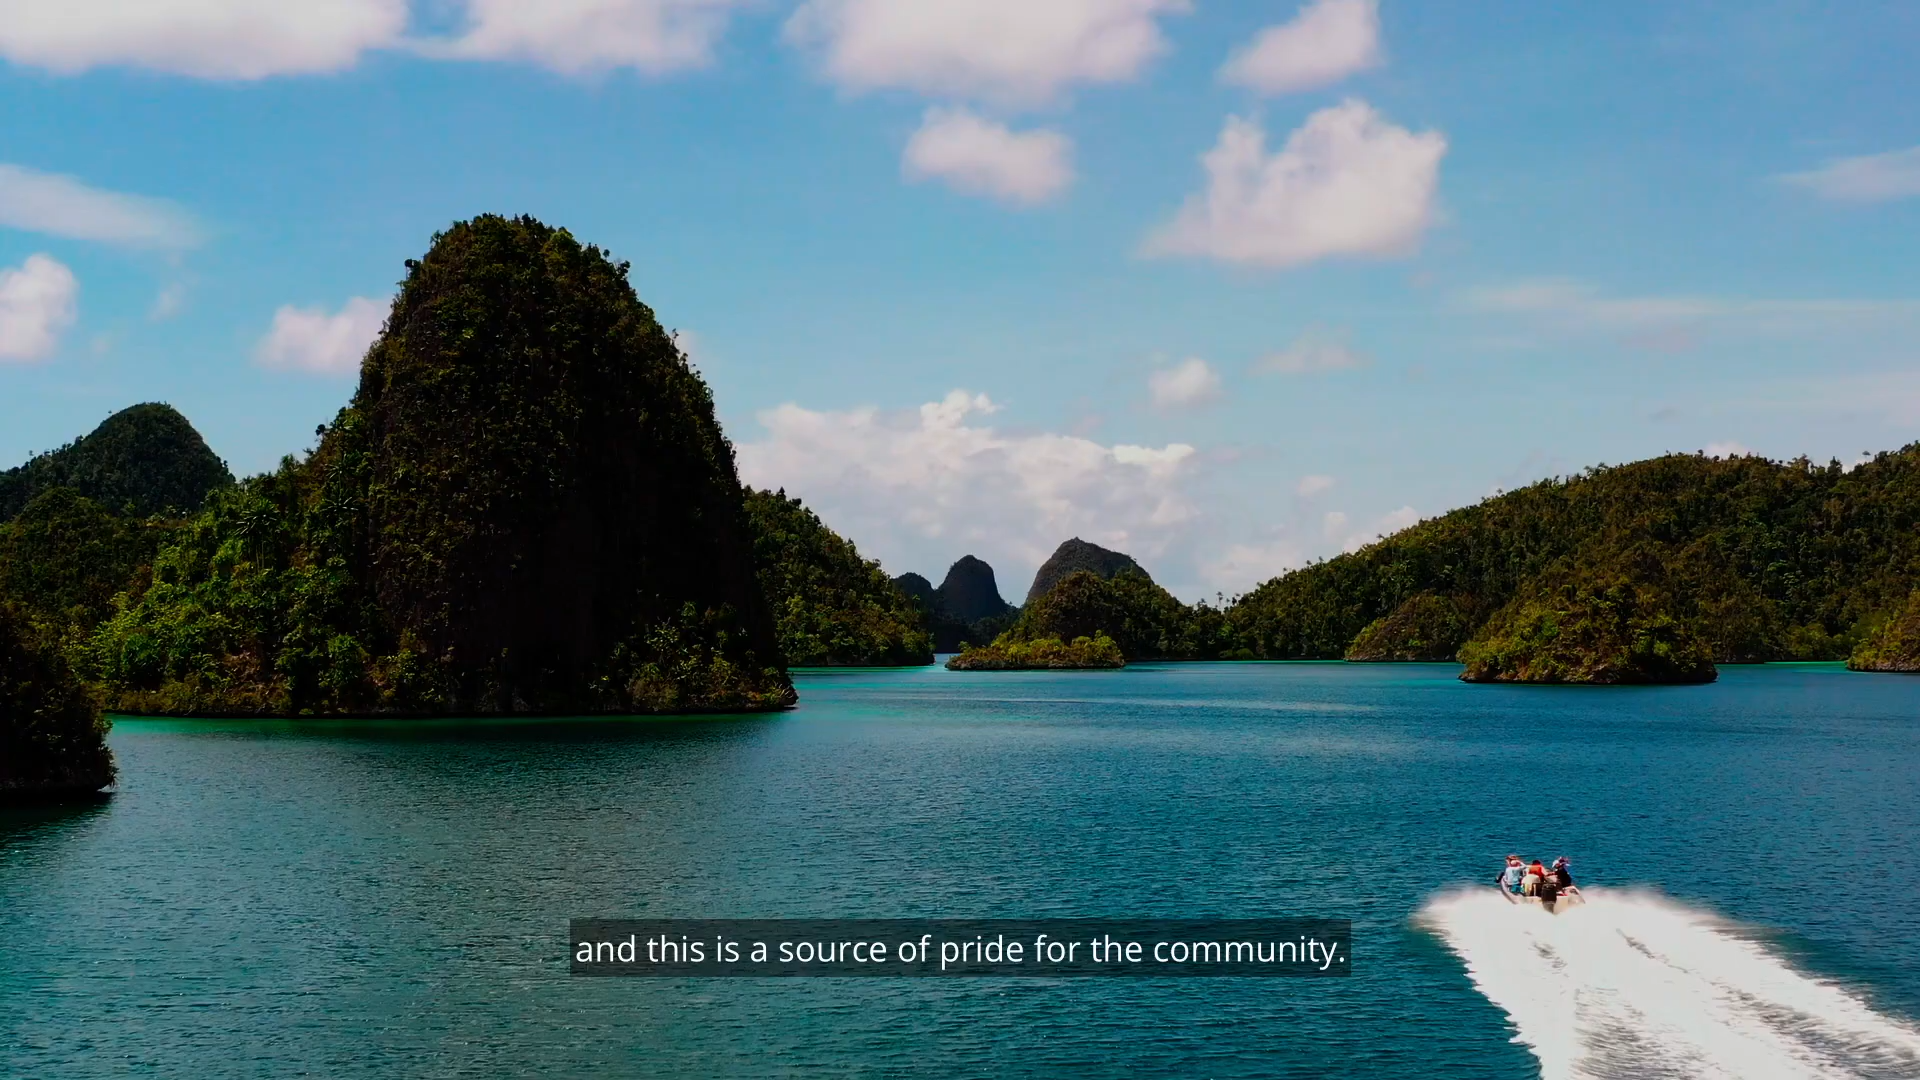 and this is a source of pride for the community.